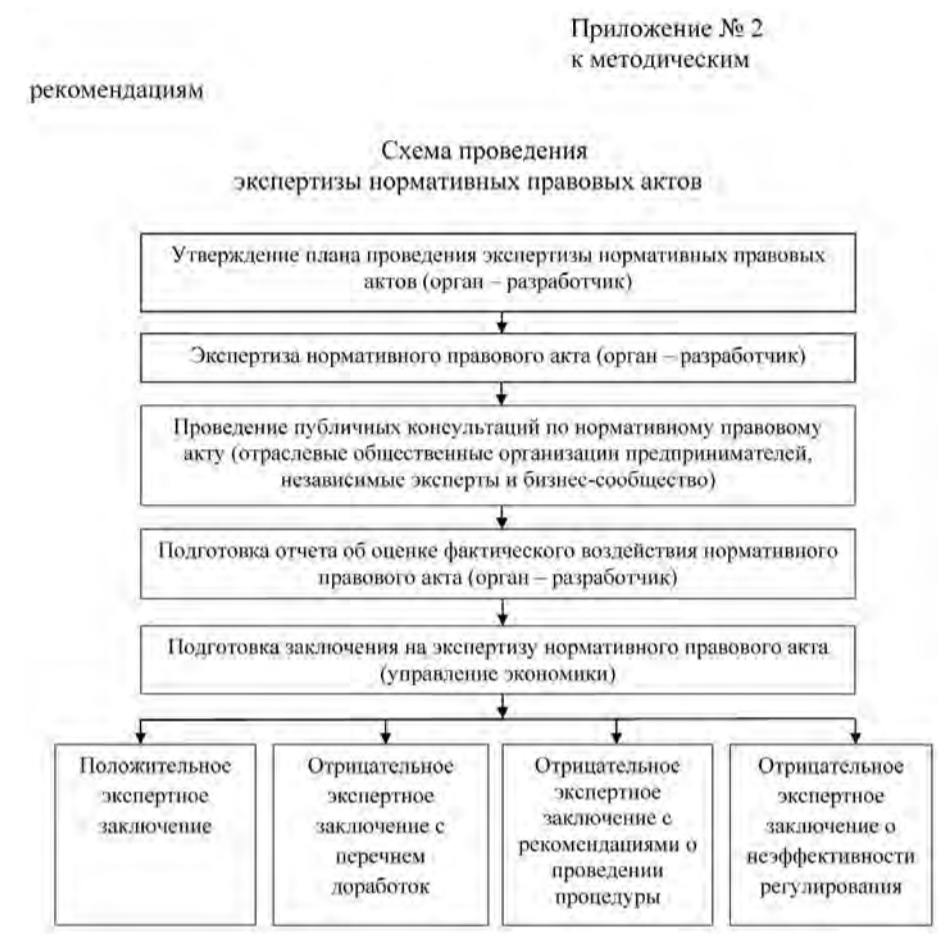 Приложение № 2
к методическим
рекомендациям
Схема проведения
экспертизы нормативных правовых актов
Утверждение плана проведения экспертизы нормативных правовых
актов (орган – разработчик)
Экспертиза нормативного правового акта (орган – разработчик)
Проведение публичных консультаций по нормативному правовому
акту (отраслевые общественные организации предпринимателей,
независимые эксперты и бизнес-сообщество)
Подготовка отчета об оценке фактического воздействия нормативного
правового акта (орган – разработчик)
Подготовка заключения на экспертизу нормативного правового акта
(управление экономики)
Положительное
экспертное
заключение
Отрицательное
экспертное
заключение с
перечнем
доработок
Отрицательное
экспертное
заключение с
рекомендациями о
проведении
процедуры
Отрицательное
экспертное
заключение о
неэффективности
регулирования